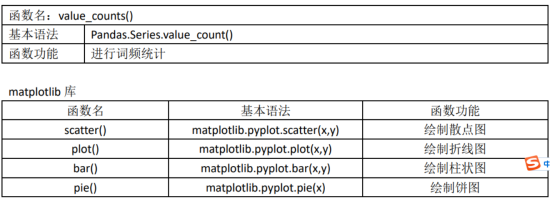 函数名：value_counts()
基本语法 Pandas.Series.value_count()
函数功能 进行词频统计
matplotlib 库
函数名 基本语法 函数功能
scatter() matplotlib.pyplot.scatter(x,y) 绘制散点图
plot() matplotlib.pyplot.plot(x,y) 绘制折线图
bar() matplotlib.pyplot.bar(x,y) 绘制柱状图
pie() matplotlib.pyplot.pie(x) 绘制饼图
S 中